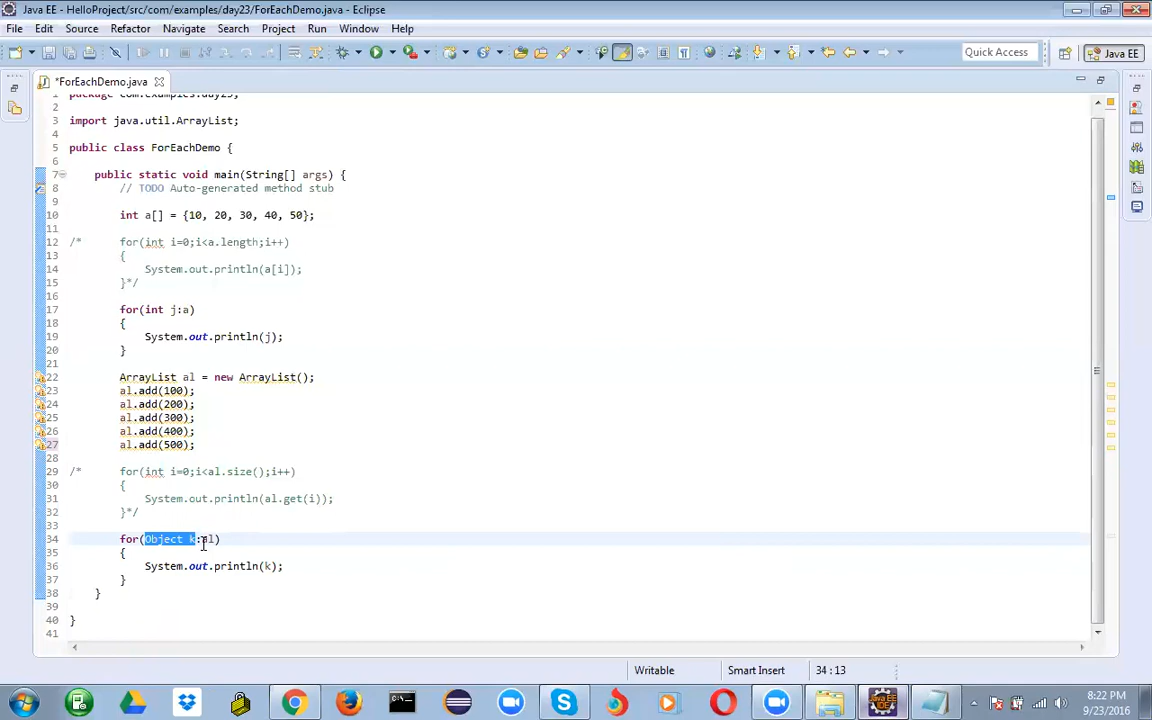 Java EE - HelloProject/src/com/examples/day23/ForEachDemo.java - Eclipse
File Edit Source Refactor Navigate Search Project Run Window Help
Quick Access
Java EE
*ForEachDemo.java
1 package com.examples.day23;
2
3 import java.util.ArrayList;
4
5 public class ForEachDemo {
6
7 public static void main(String[] args) {
8 // TODO Auto-generated method stub
9
10 int a[] = {10, 20, 30, 40, 50};
11
12 /* for(int i=0;i<a.length;i++)
13 {
14 System.out.println(a[i]);
15 }*/
16
17 for(int j:a)
18 {
19 System.out.println(j);
20 }
21
22 ArrayList al = new ArrayList();
23 al.add(100);
24 al.add(200);
25 al.add(300);
26 al.add(400);
27 al.add(500);
28
29 /* for(int i=0;i<al.size();i++)
30 {
31 System.out.println(al.get(i));
32 }*/
33
34 for(Object k:al)
35 {
36 System.out.println(k);
37 }
38 }
39
40 }
41
Writable Smart Insert 34 : 13
8:22 PM
9/23/2016